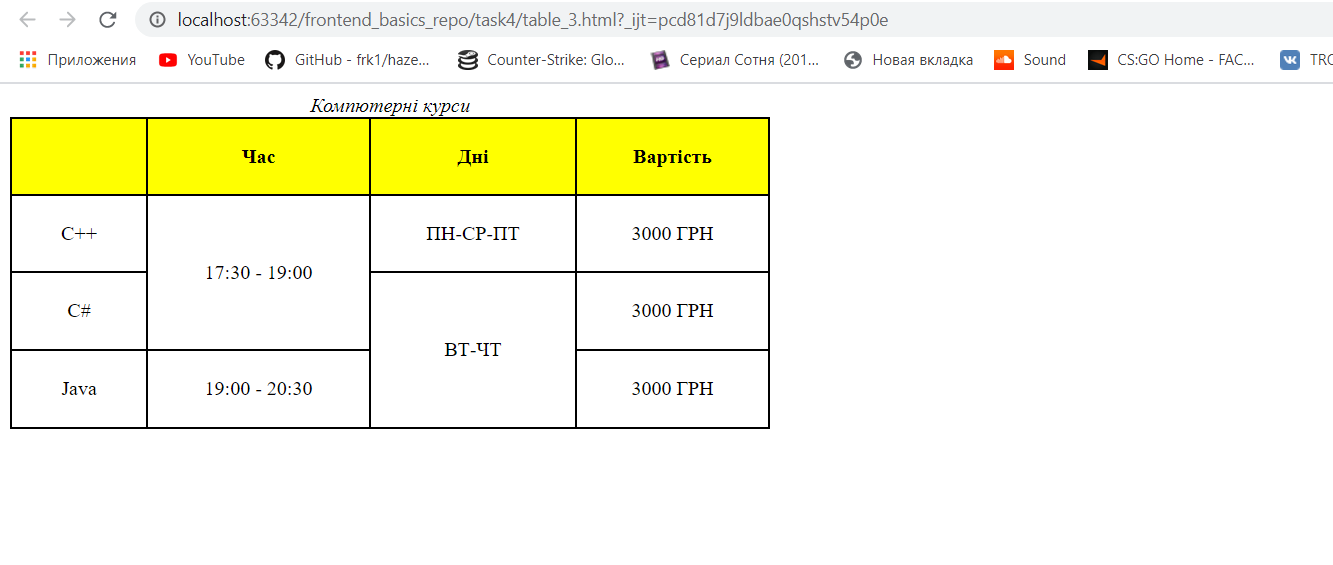 localhost:63342/frontend_basics_repo/task4/table_3.html?_ijt=pcd81d7j9ldbae0qshstv54p0e
Приложения YouTube GitHub - frk1/haze... Counter-Strike: Glo... Сериал Сотня (201... Новая вкладка Sound CS:GO Home - FAC... TRO
Компютерні курси
Час Дні Вартість
C++ ПН-СР-ПТ 3000 ГРН
17:30 - 19:00
C# 3000 ГРН
ВТ-ЧТ
Java 19:00 - 20:30 3000 ГРН